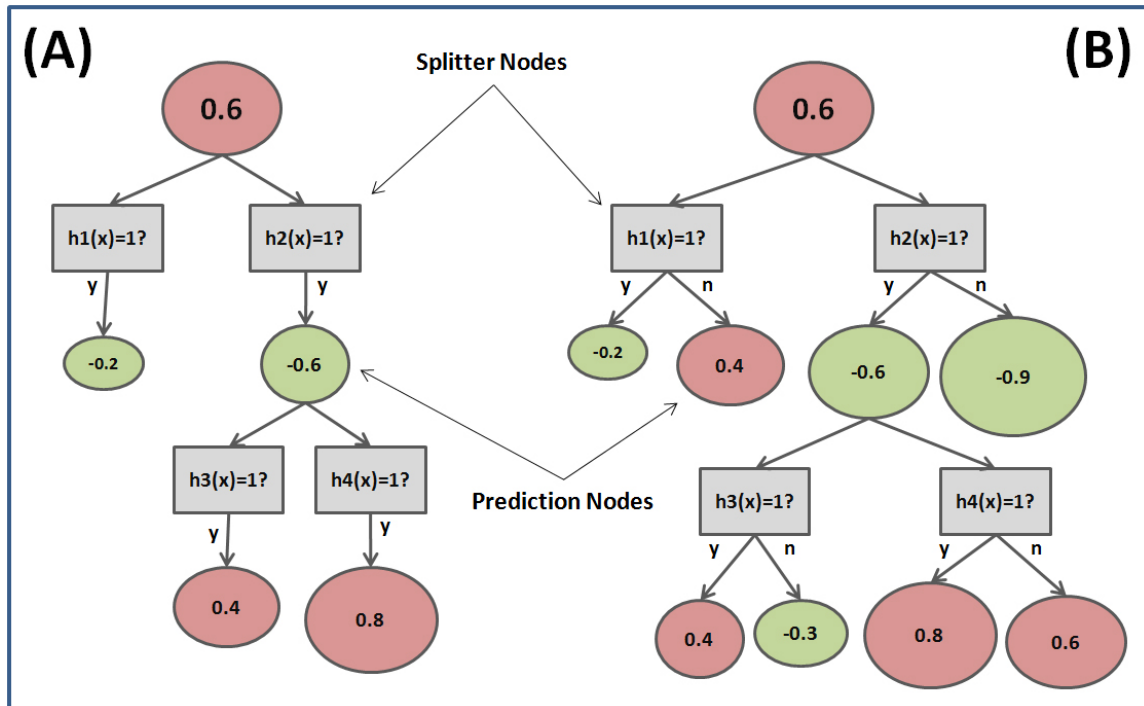 (A)
Splitter Nodes
(B)
0.6
0.6
h1(x)=1?
h2(x)=1?
h1(x)=1?
h2(x)=1?
y
y
y
n
y
n
-0.2
-0.6
-0.2
0.4
-0.6
-0.9
h3(x)=1?
h4(x)=1?
Prediction Nodes
h3(x)=1?
h4(x)=1?
y
y
y
n
y
n
0.4
0.8
0.4
-0.3
0.8
0.6